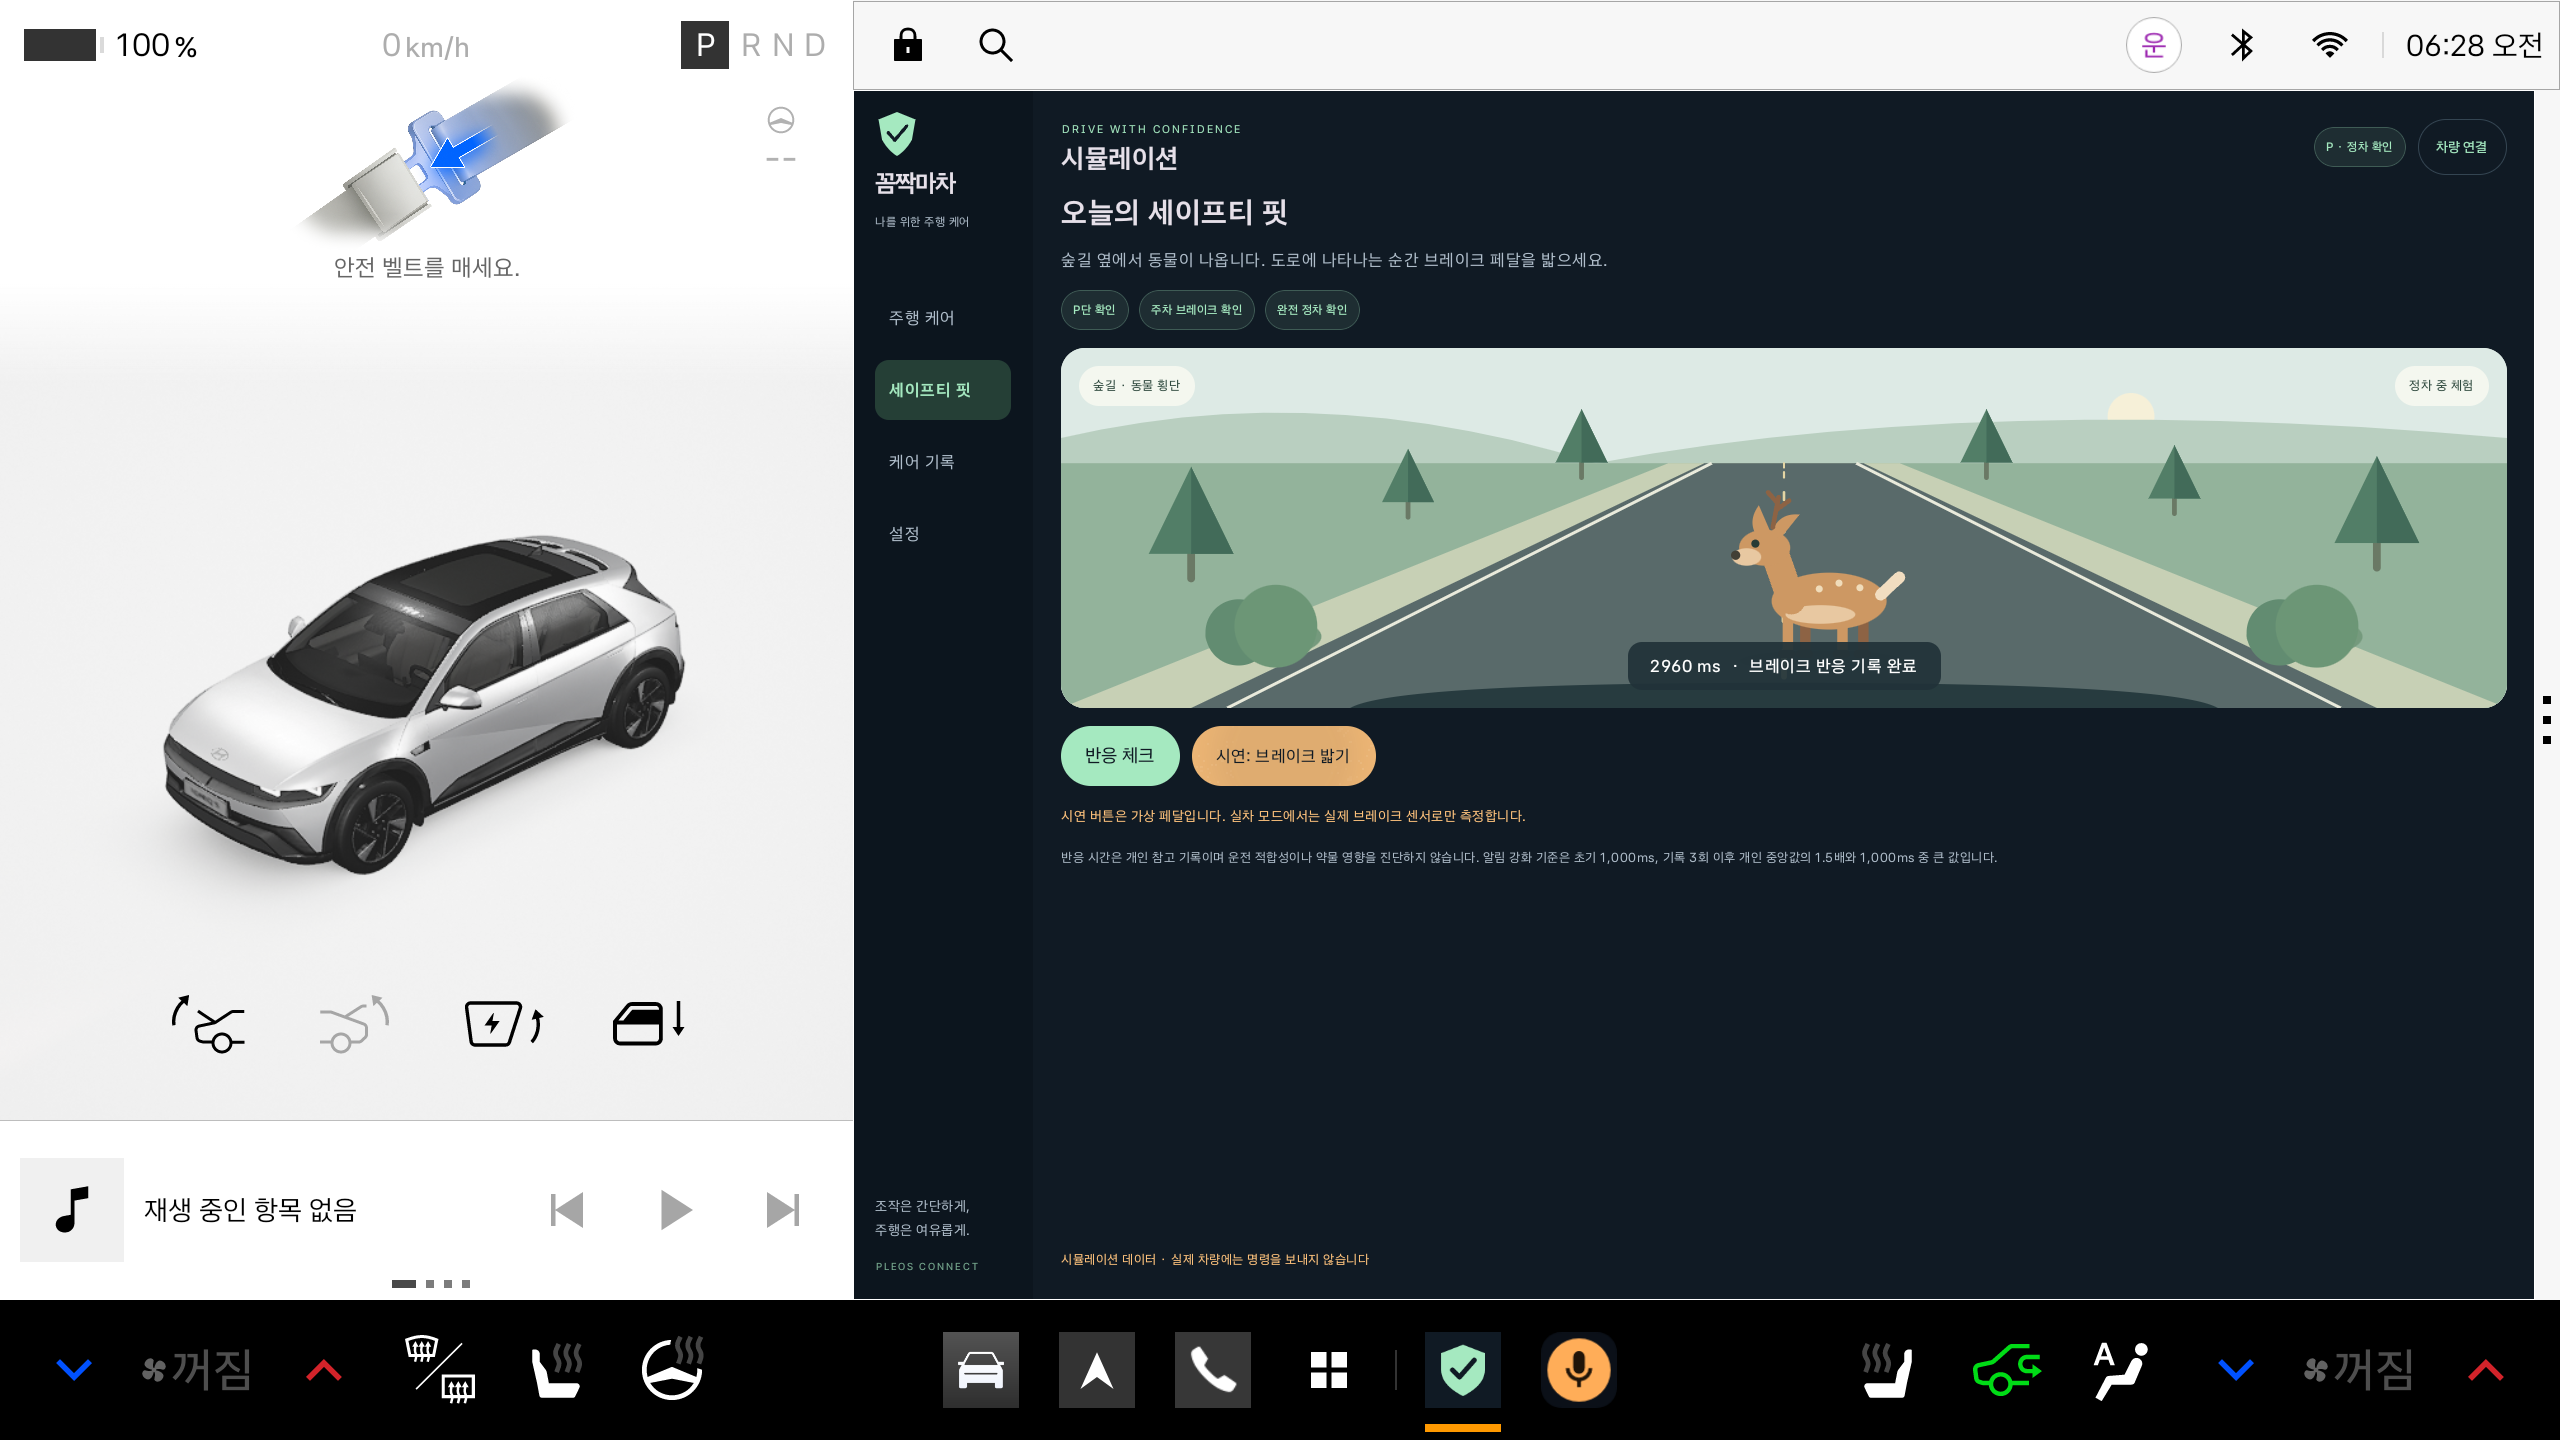 100 %
0 km/h
P R N D
운
06:28 오전
안전 벨트를 매세요.
재생 중인 항목 없음
꼼짝마차
나를 위한 주행 케어
주행 케어
세이프티 핏
케어 기록
설정
조작은 간단하게,
주행은 여유롭게.
PLEOS CONNECT
DRIVE WITH CONFIDENCE
시뮬레이션
P · 정차 확인
차량 연결
오늘의 세이프티 핏
숲길 옆에서 동물이 나옵니다. 도로에 나타나는 순간 브레이크 페달을 밟으세요.
P단 확인
주차 브레이크 확인
완전 정차 확인
숲길 · 동물 횡단
정차 중 체험
2960 ms · 브레이크 반응 기록 완료
반응 체크
시연: 브레이크 밟기
시연 버튼은 가상 페달입니다. 실차 모드에서는 실제 브레이크 센서로만 측정합니다.
반응 시간은 개인 참고 기록이며 운전 적합성이나 약물 영향을 진단하지 않습니다. 알림 강화 기준은 초기 1,000ms, 기록 3회 이후 개인 중앙값의 1.5배와 1,000ms 중 큰 값입니다.
시뮬레이션 데이터 · 실제 차량에는 명령을 보내지 않습니다
꺼짐
A
꺼짐